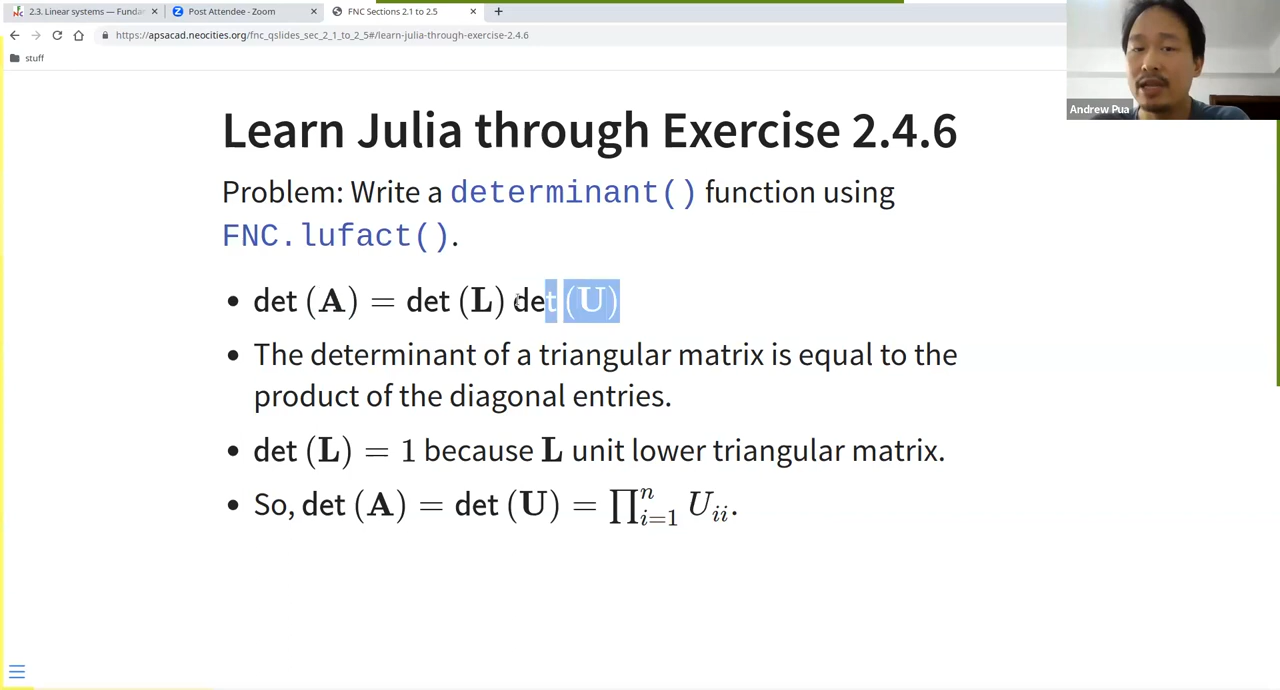 2.3. Linear systems — Funda
Post Attendee - Zoom
FNC Sections 2.1 to 2.5
https://apsacad.neocities.org/fnc_qslides_sec_2_1_to_2_5#/learn-julia-through-exercise-2.4.6
stuff
Andrew Pua
Learn Julia through Exercise 2.4.6
Problem: Write a determinant() function using
FNC.lufact().
• det (A) = det (L) det (U)
• The determinant of a triangular matrix is equal to the
product of the diagonal entries.
• det (L) = 1 because L unit lower triangular matrix.
• So, det (A) = det (U) = ∏ⁿᵢ₌₁ Uᵢᵢ.